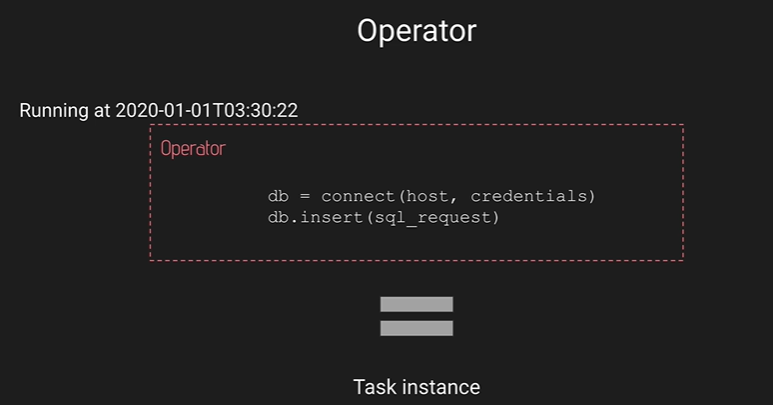 Operator
Running at 2020-01-01T03:30:22
Operator
db = connect(host, credentials)
db.insert(sql_request)
Task instance